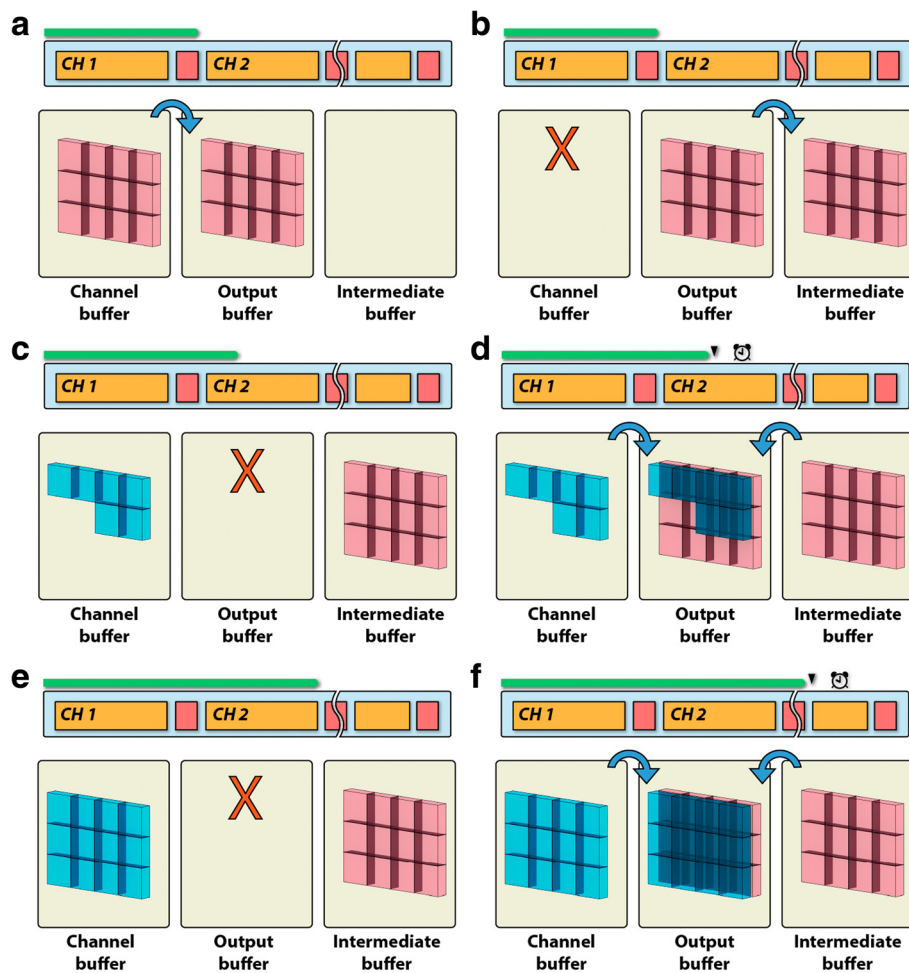 a
CH 1
CH 2
Channel
buffer
Output
buffer
Intermediate
buffer
b
CH 1
CH 2
X
Channel
buffer
Output
buffer
Intermediate
buffer
c
CH 1
CH 2
X
Channel
buffer
Output
buffer
Intermediate
buffer
d
CH 1
CH 2
Channel
buffer
Output
buffer
Intermediate
buffer
e
CH 1
CH 2
X
Channel
buffer
Output
buffer
Intermediate
buffer
f
CH 1
CH 2
Channel
buffer
Output
buffer
Intermediate
buffer